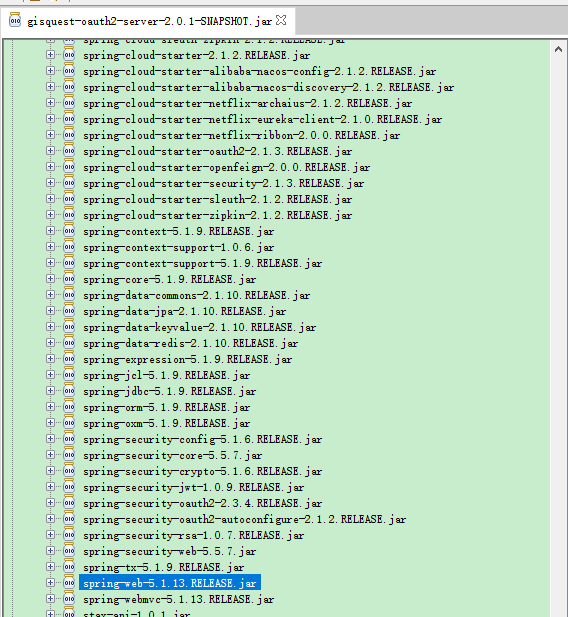 gisquest-oauth2-server-2.0.1-SNAPSHOT.jar
spring-cloud-sleuth-zipkin-2.1.2.RELEASE.jar
spring-cloud-starter-2.1.2.RELEASE.jar
spring-cloud-starter-alibaba-nacos-config-2.1.2.RELEASE.jar
spring-cloud-starter-alibaba-nacos-discovery-2.1.2.RELEASE.jar
spring-cloud-starter-netflix-archaius-2.1.2.RELEASE.jar
spring-cloud-starter-netflix-eureka-client-2.1.0.RELEASE.jar
spring-cloud-starter-netflix-ribbon-2.0.0.RELEASE.jar
spring-cloud-starter-oauth2-2.1.3.RELEASE.jar
spring-cloud-starter-openfeign-2.0.0.RELEASE.jar
spring-cloud-starter-security-2.1.3.RELEASE.jar
spring-cloud-starter-sleuth-2.1.2.RELEASE.jar
spring-cloud-starter-zipkin-2.1.2.RELEASE.jar
spring-context-5.1.9.RELEASE.jar
spring-context-support-1.0.6.jar
spring-context-support-5.1.9.RELEASE.jar
spring-core-5.1.9.RELEASE.jar
spring-data-commons-2.1.10.RELEASE.jar
spring-data-jpa-2.1.10.RELEASE.jar
spring-data-keyvalue-2.1.10.RELEASE.jar
spring-data-redis-2.1.10.RELEASE.jar
spring-expression-5.1.9.RELEASE.jar
spring-jcl-5.1.9.RELEASE.jar
spring-jdbc-5.1.9.RELEASE.jar
spring-orm-5.1.9.RELEASE.jar
spring-oxm-5.1.9.RELEASE.jar
spring-security-config-5.1.6.RELEASE.jar
spring-security-core-5.5.7.jar
spring-security-crypto-5.1.6.RELEASE.jar
spring-security-jwt-1.0.9.RELEASE.jar
spring-security-oauth2-2.3.4.RELEASE.jar
spring-security-oauth2-autoconfigure-2.1.2.RELEASE.jar
spring-security-rsa-1.0.7.RELEASE.jar
spring-security-web-5.5.7.jar
spring-tx-5.1.9.RELEASE.jar
spring-web-5.1.13.RELEASE.jar
spring-webmvc-5.1.13.RELEASE.jar
stax-api-1.0.1.jar